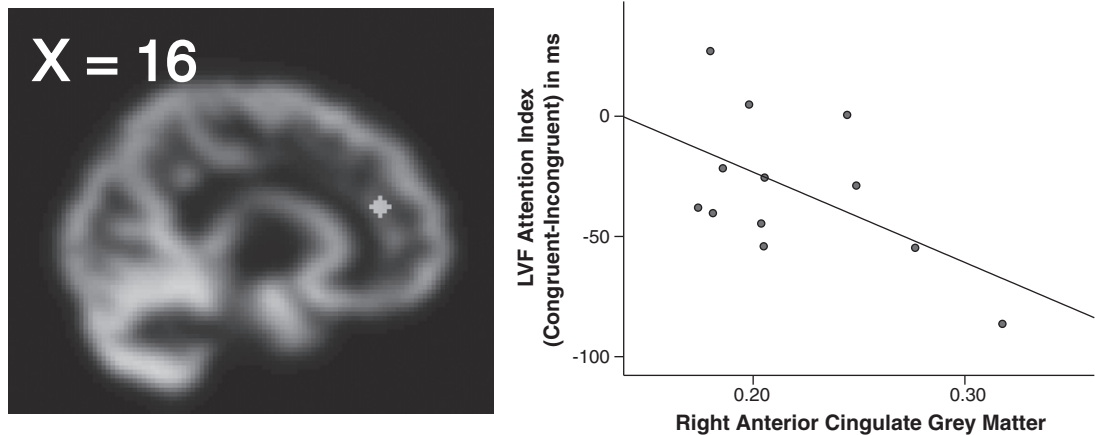 X = 16
LVF Attention Index
(Congruent-Incongruent) in ms
0
-50
-100
0.20
0.30
Right Anterior Cingulate Grey Matter